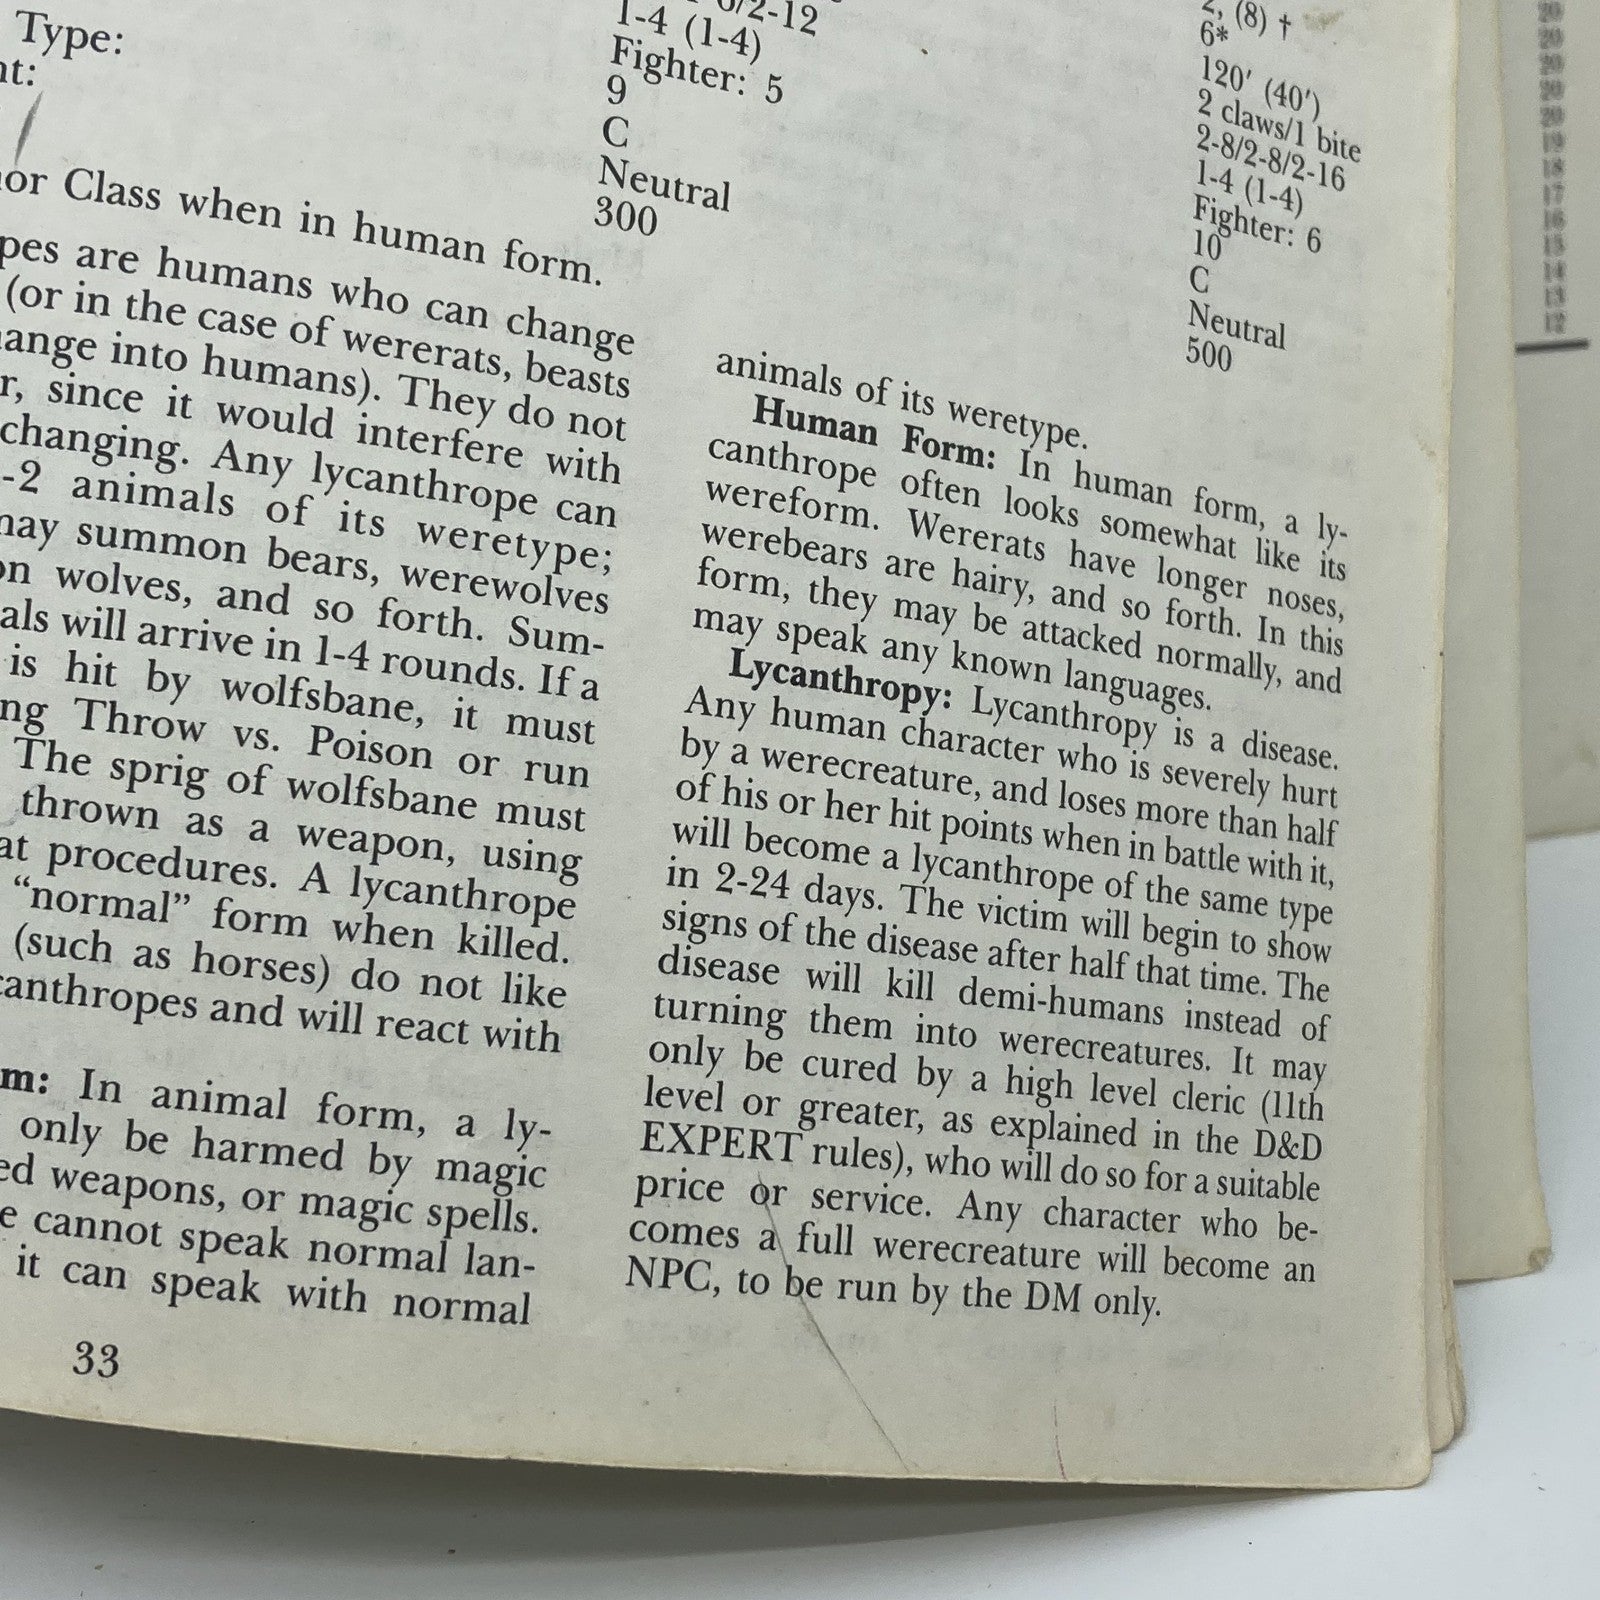 Type:
1-4 (1-4)
Fighter: 5
9
C
Neutral
300
2, (8) †
6*
120' (40')
2 claws/1 bite
2-8/2-8/2-16
1-4 (1-4)
Fighter: 6
10
C
Neutral
500
Class when in human form.
are humans who can change
(or in the case of wererats, beasts
into humans). They do not
since it would interfere with
changing. Any lycanthrope can
-2 animals of its weretype;
may summon bears, werewolves
wolves, and so forth. Sum-
will arrive in 1-4 rounds. If a
is hit by wolfsbane, it must
Throw vs. Poison or run
The sprig of wolfsbane must
thrown as a weapon, using
procedures. A lycanthrope
“normal” form when killed.
(such as horses) do not like
canthropes and will react with
In animal form, a ly-
only be harmed by magic
weapons, or magic spells.
cannot speak normal lan-
it can speak with normal
33
animals of its weretype.
Human Form: In human form, a ly-
canthrope often looks somewhat like its
wereform. Wererats have longer noses,
werebears are hairy, and so forth. In this
form, they may be attacked normally, and
may speak any known languages.
Lycanthropy: Lycanthropy is a disease.
Any human character who is severely hurt
by a werecreature, and loses more than half
of his or her hit points when in battle with it,
will become a lycanthrope of the same type
in 2-24 days. The victim will begin to show
signs of the disease after half that time. The
disease will kill demi-humans instead of
turning them into werecreatures. It may
only be cured by a high level cleric (11th
level or greater, as explained in the D&D
EXPERT rules), who will do so for a suitable
price or service. Any character who be-
comes a full werecreature will become an
NPC, to be run by the DM only.
20
20
20
20
19
18
17
16
15
14
13
12